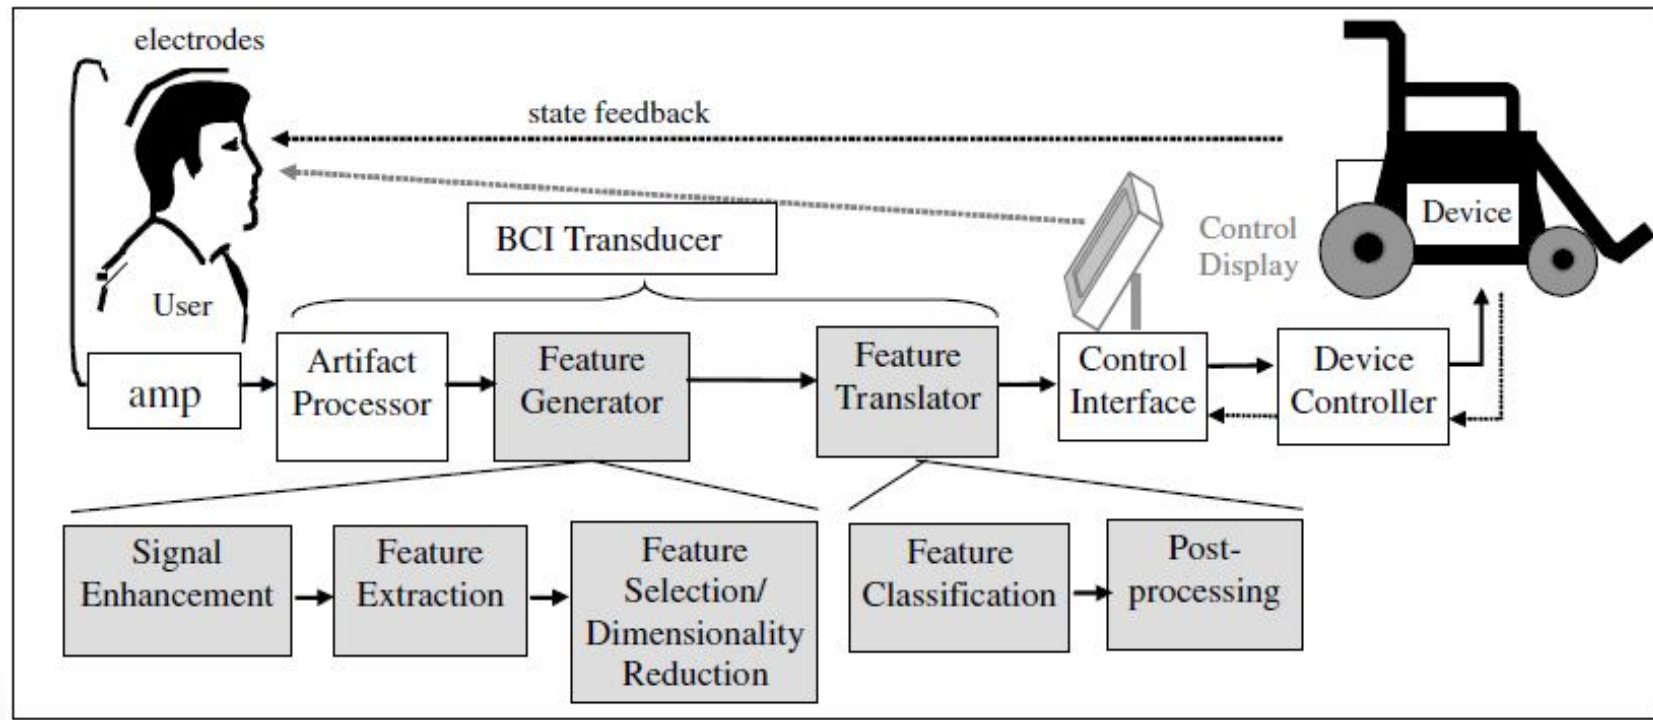 electrodes
state feedback
BCI Transducer
Control
Display
Device
User
amp
Artifact
Processor
Feature
Generator
Feature
Translator
Control
Interface
Device
Controller
Signal
Enhancement
Feature
Extraction
Feature
Selection/
Dimensionality
Reduction
Feature
Classification
Post-
processing